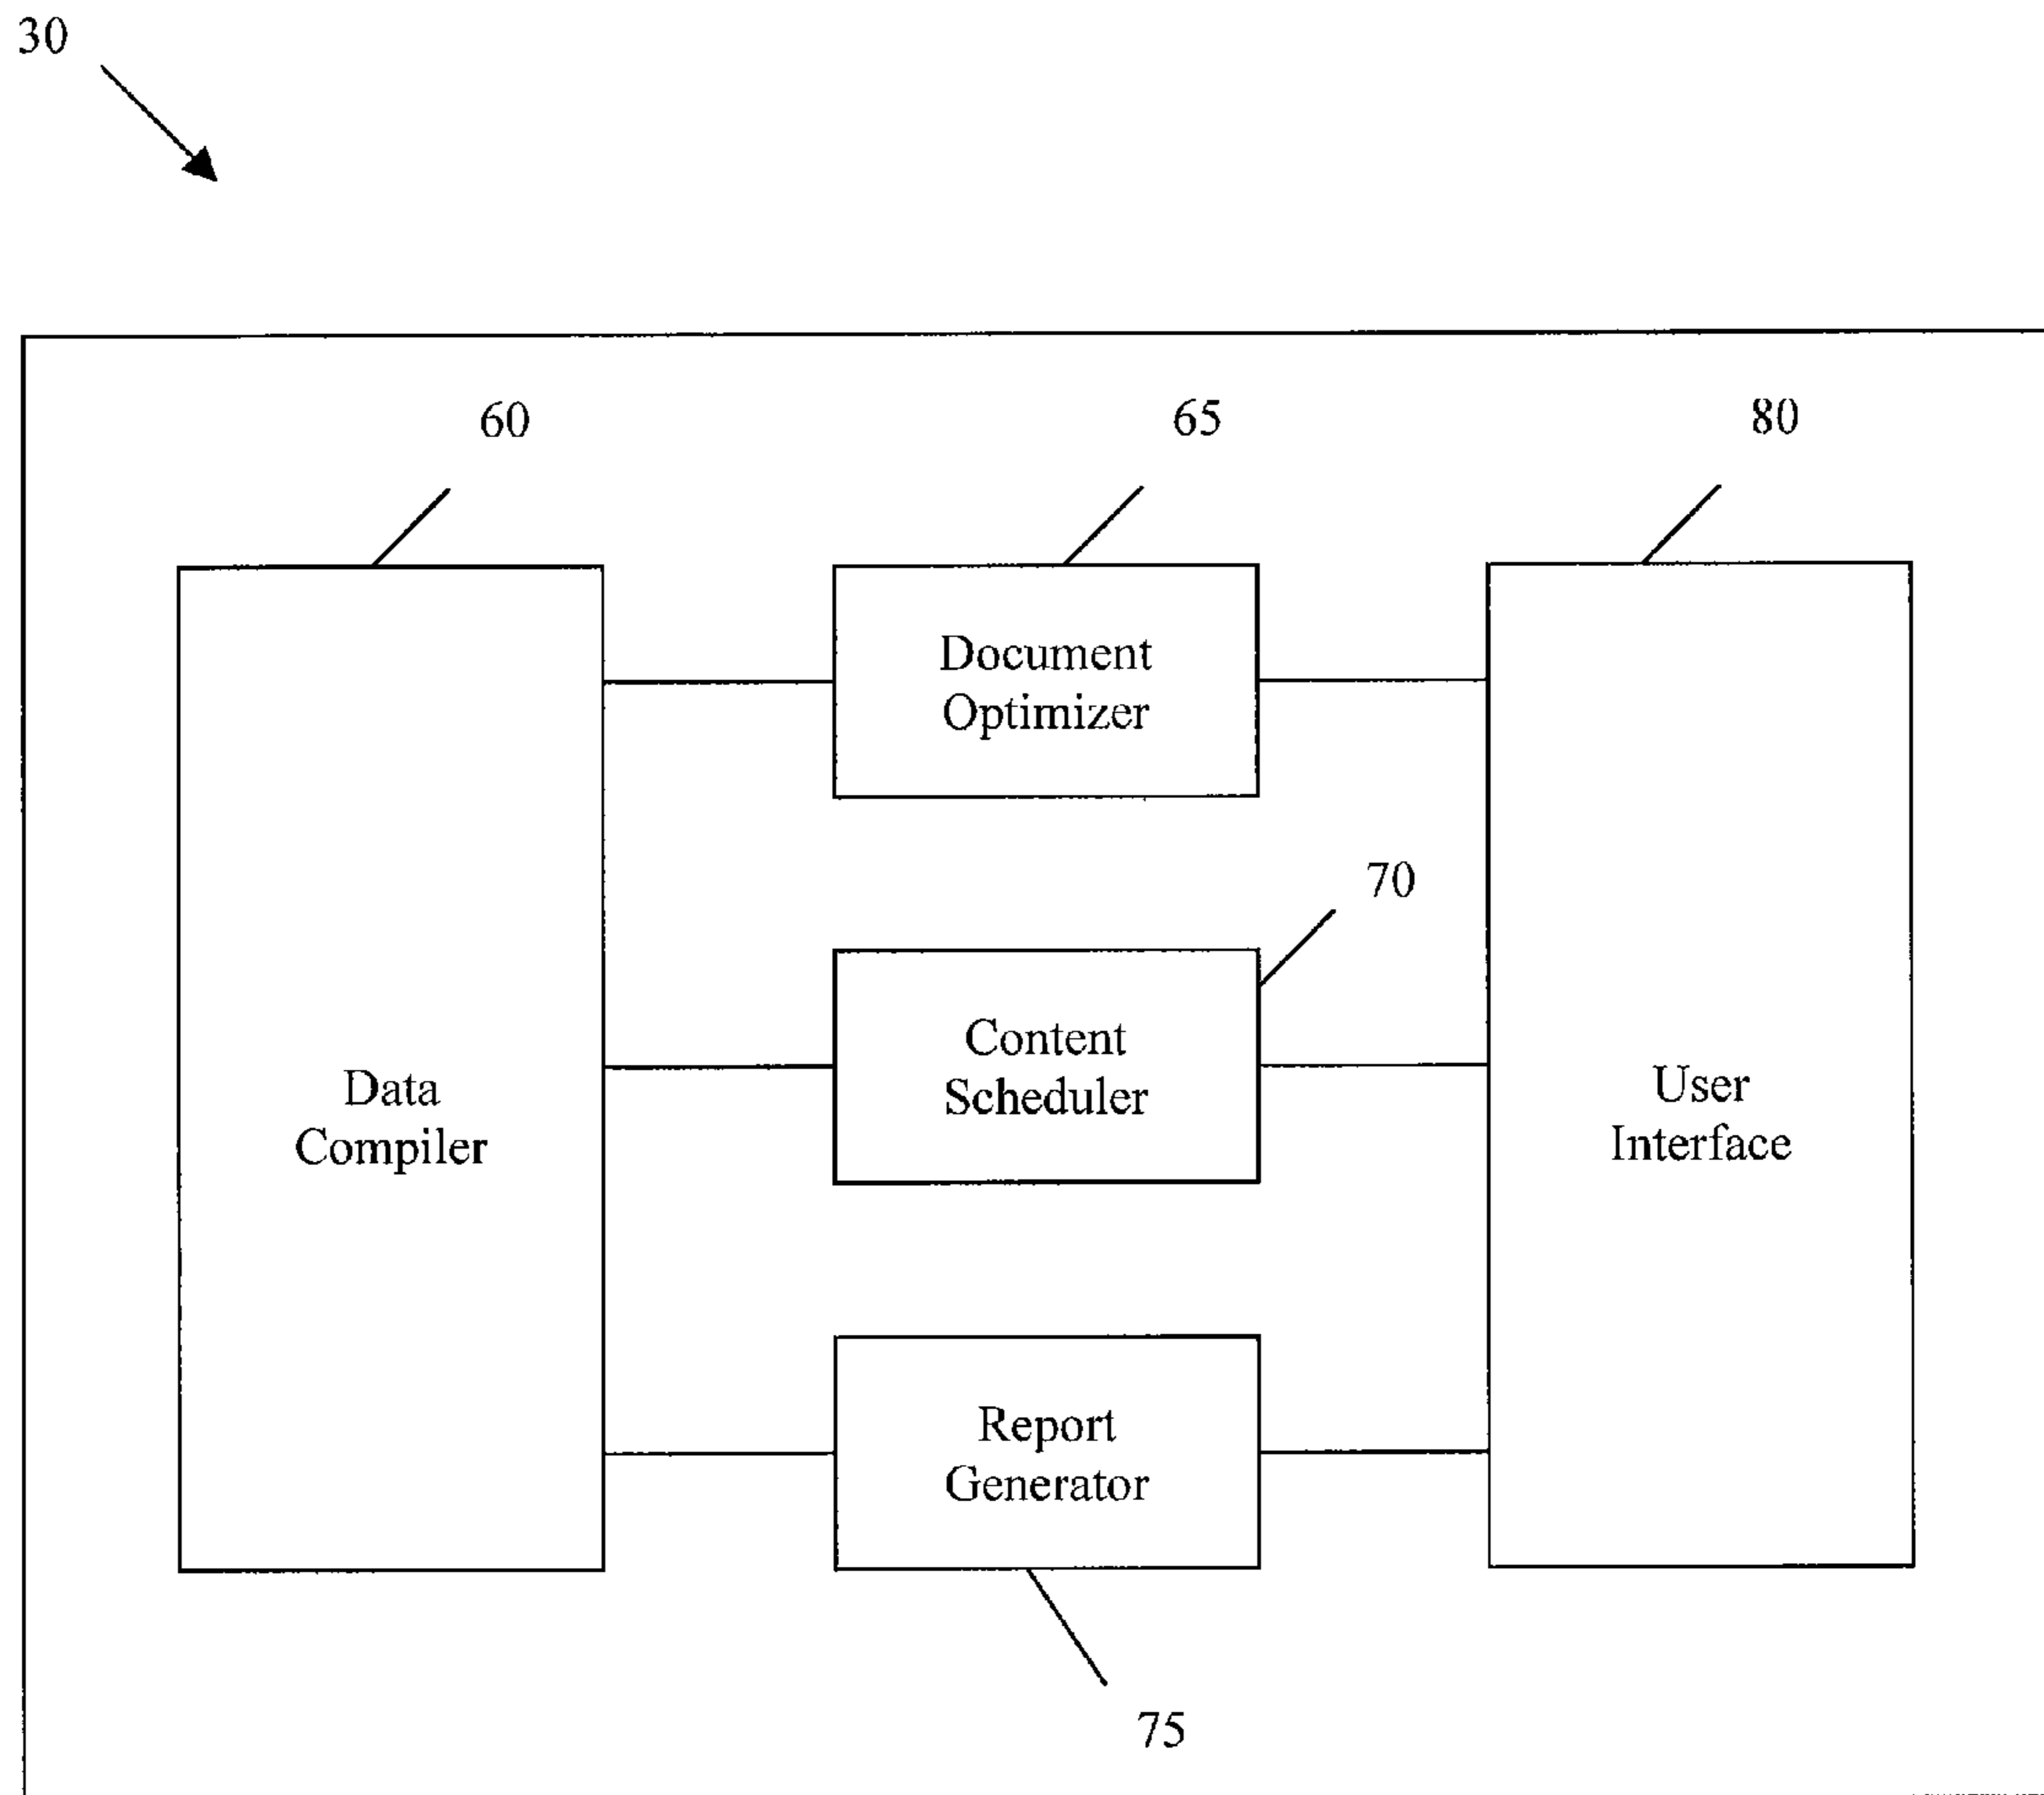 30
60
65
80
Document
Optimizer
70
Content
Scheduler
Data
Compiler
User
Interface
Report
Generator
75